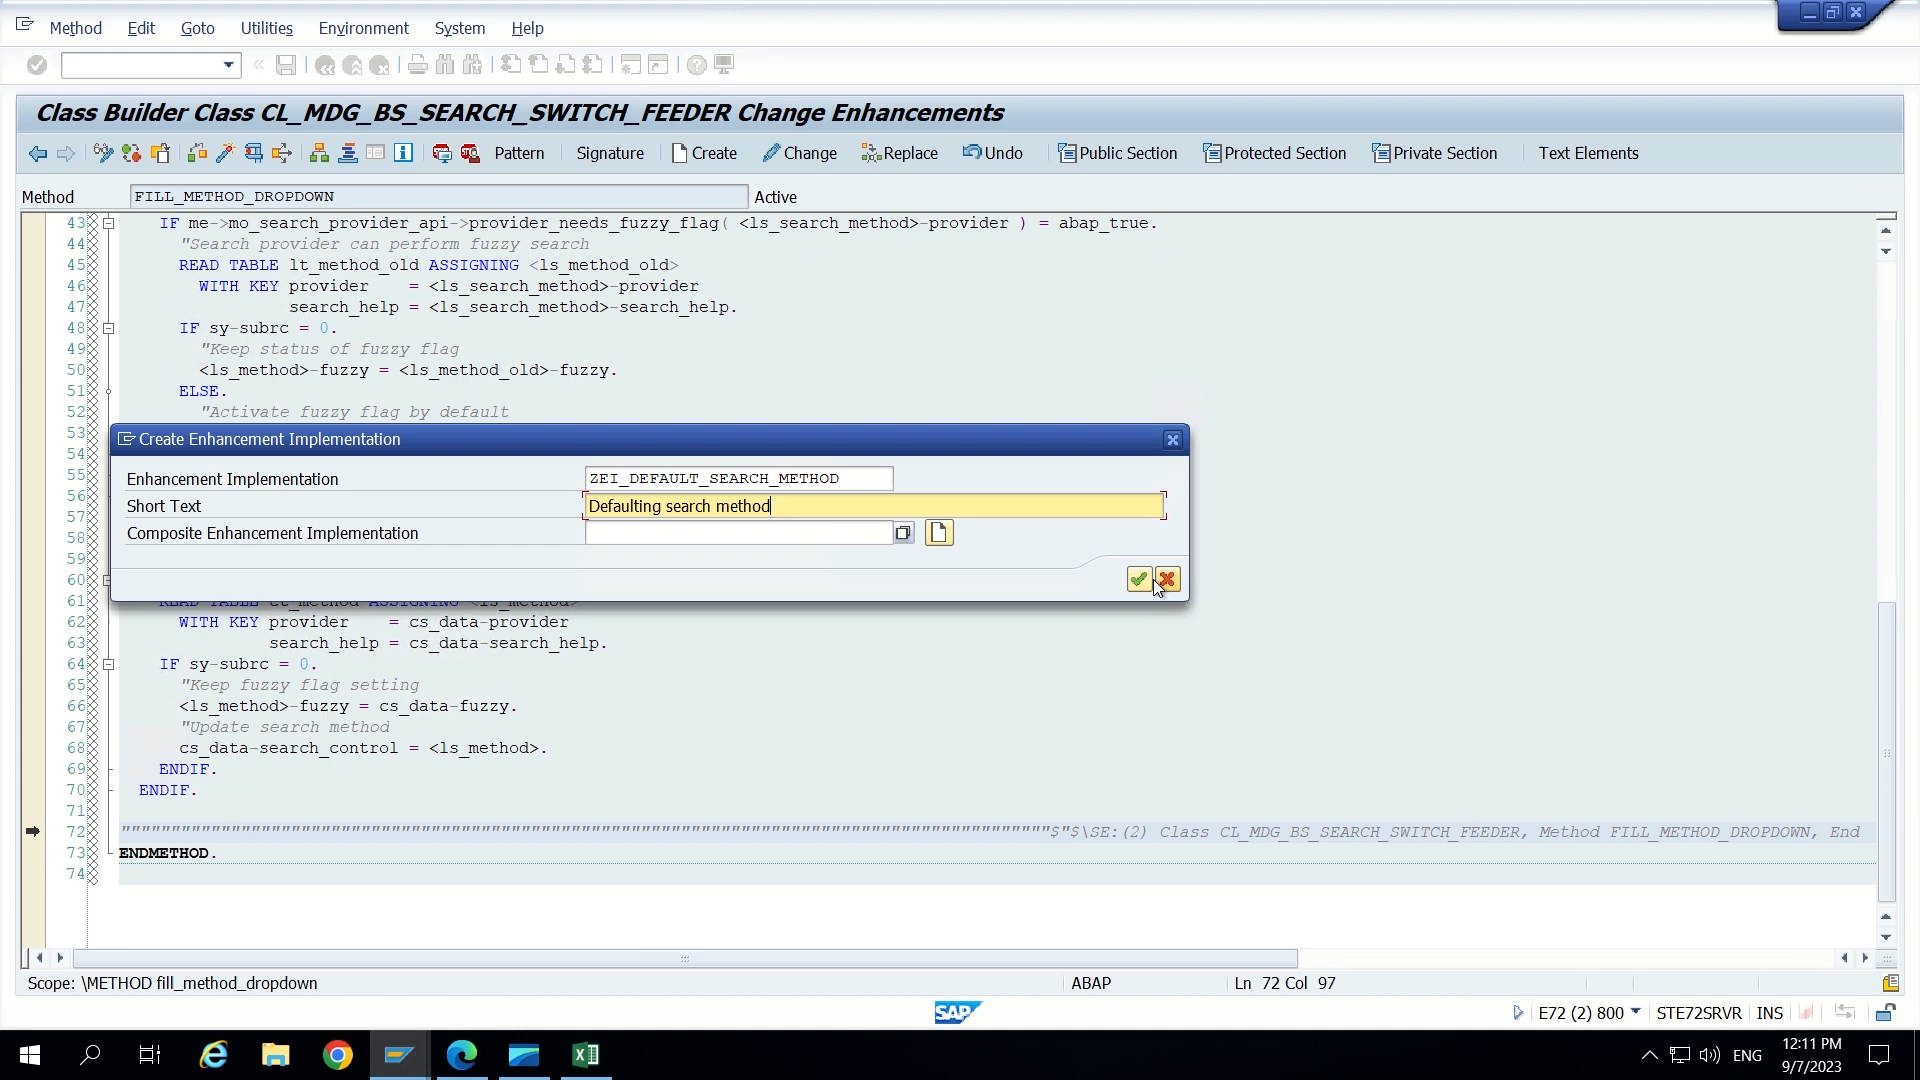 Method Edit Goto Utilities Environment System Help
Class Builder Class CL_MDG_BS_SEARCH_SWITCH_FEEDER Change Enhancements
Pattern Signature Create Change Replace Undo Public Section Protected Section Private Section Text Elements
Method FILL_METHOD_DROPDOWN Active
43 IF me->mo_search_provider_api->provider_needs_fuzzy_flag( <ls_search_method>-provider ) = abap_true.
44 "Search provider can perform fuzzy search
45 READ TABLE lt_method_old ASSIGNING <ls_method_old>
46 WITH KEY provider = <ls_search_method>-provider
47 search_help = <ls_search_method>-search_help.
48 IF sy-subrc = 0.
49 "Keep status of fuzzy flag
50 <ls_method>-fuzzy = <ls_method_old>-fuzzy.
51 ELSE.
52 "Activate fuzzy flag by default
53
Create Enhancement Implementation
54
55
Enhancement Implementation ZEI_DEFAULT_SEARCH_METHOD
56
Short Text Defaulting search method
57
Composite Enhancement Implementation
58
59
60
61
62 WITH KEY provider = cs_data-provider
63 search_help = cs_data-search_help.
64 IF sy-subrc = 0.
65 "Keep fuzzy flag setting
66 <ls_method>-fuzzy = cs_data-fuzzy.
67 "Update search method
68 cs_data-search_control = <ls_method>.
69 ENDIF.
70 ENDIF.
71
72 """""""""""""""""""""""""""""""""""""""""""""""""""""""""""""""""""""""""""""""""""""""""""""$"$\SE:(2) Class CL_MDG_BS_SEARCH_SWITCH_FEEDER, Method FILL_METHOD_DROPDOWN, End
73 ENDMETHOD.
74
Scope: \METHOD fill_method_dropdown ABAP Ln 72 Col 97
SAP E72 (2) 800 STE72SRVR INS
ENG 12:11 PM
9/7/2023